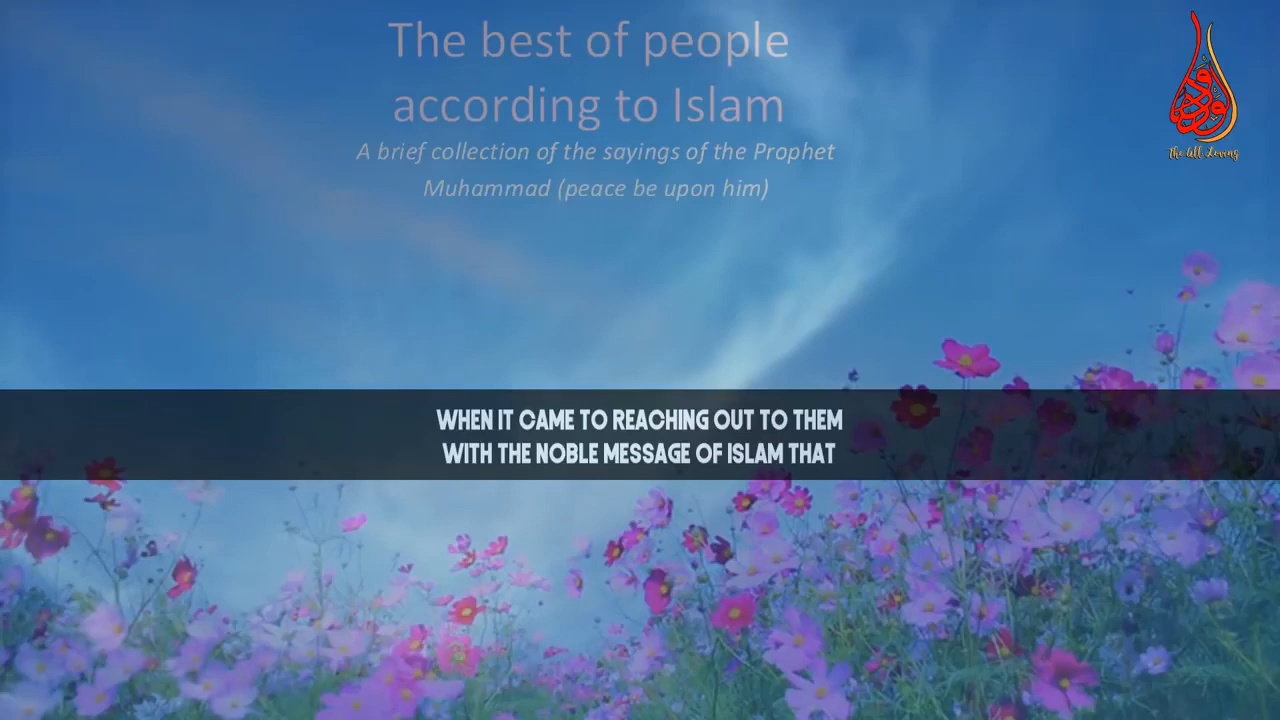 The best of people
according to Islam
A brief collection of the sayings of the Prophet
Muhammad (peace be upon him)
الودود
The All Loving
WHEN IT CAME TO REACHING OUT TO THEM
WITH THE NOBLE MESSAGE OF ISLAM THAT